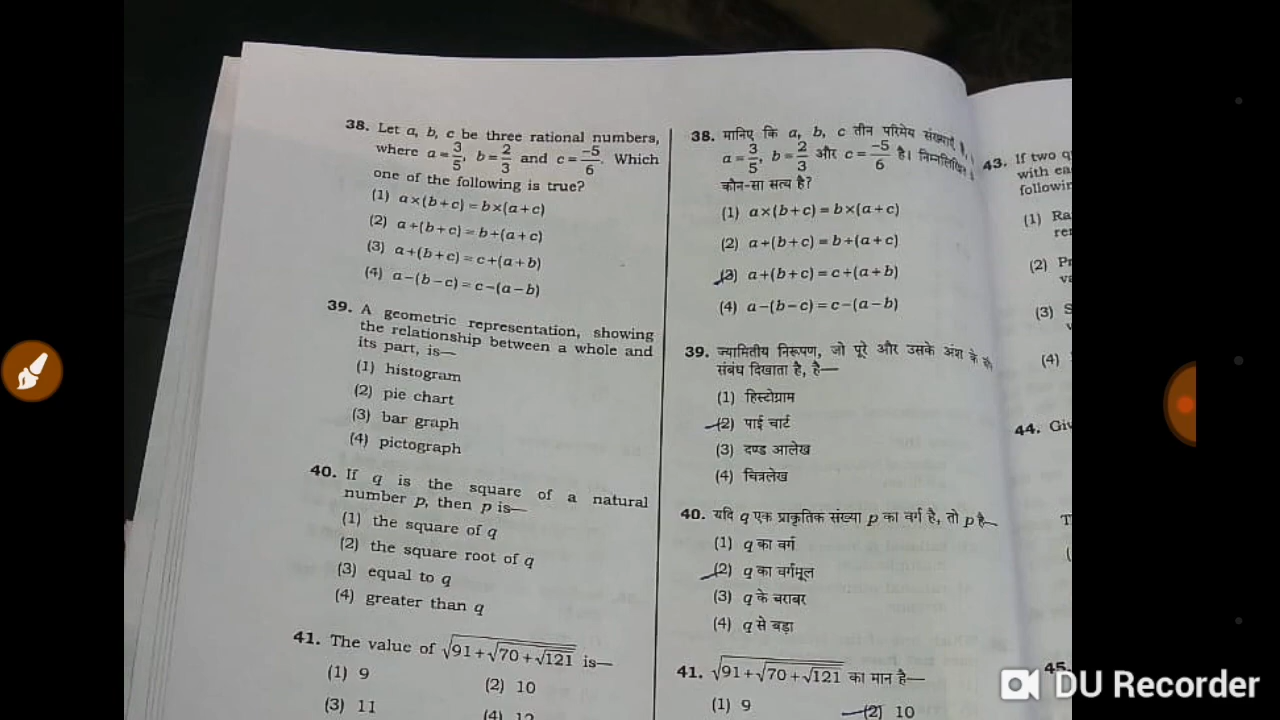 38. Let a, b, c be three rational numbers,
where a = 3/5, b = 2/3 and c = -5/6. Which
one of the following is true?
(1) a×(b+c)=b×(a+c)
(2) a÷(b+c)=b÷(a+c)
(3) a+(b+c)=c+(a+b)
(4) a−(b−c)=c−(a−b)
39. A geometric representation, showing
the relationship between a whole and
its part, is—
(1) histogram
(2) pie chart
(3) bar graph
(4) pictograph
40. If q is the square of a natural
number p, then p is—
(1) the square of q
(2) the square root of q
(3) equal to q
(4) greater than q
41. The value of √91+√70+√121 is—
(1) 9 (2) 10
(3) 11 (4) 12
38. मानिए कि a, b, c तीन परिमेय संख्याएँ हैं,
a = 3/5, b = 2/3 और c = -5/6 है। निम्नलिखित
कौन-सा सत्य है?
(1) a×(b+c)=b×(a+c)
(2) a÷(b+c)=b÷(a+c)
(3) a+(b+c)=c+(a+b)
(4) a−(b−c)=c−(a−b)
39. ज्यामितीय निरूपण, जो पूरे और उसके अंश के
संबंध दिखाता है, है—
(1) हिस्टोग्राम
(2) पाई चार्ट
(3) दण्ड आलेख
(4) चित्रलेख
40. यदि q एक प्राकृतिक संख्या p का वर्ग है, तो p है—
(1) q का वर्ग
(2) q का वर्गमूल
(3) q के बराबर
(4) q से बड़ा
41. √91+√70+√121 का मान है—
(1) 9 (2) 10
43. If two
with
(1)
(2)
(3)
(4)
44.
45.
DU Recorder